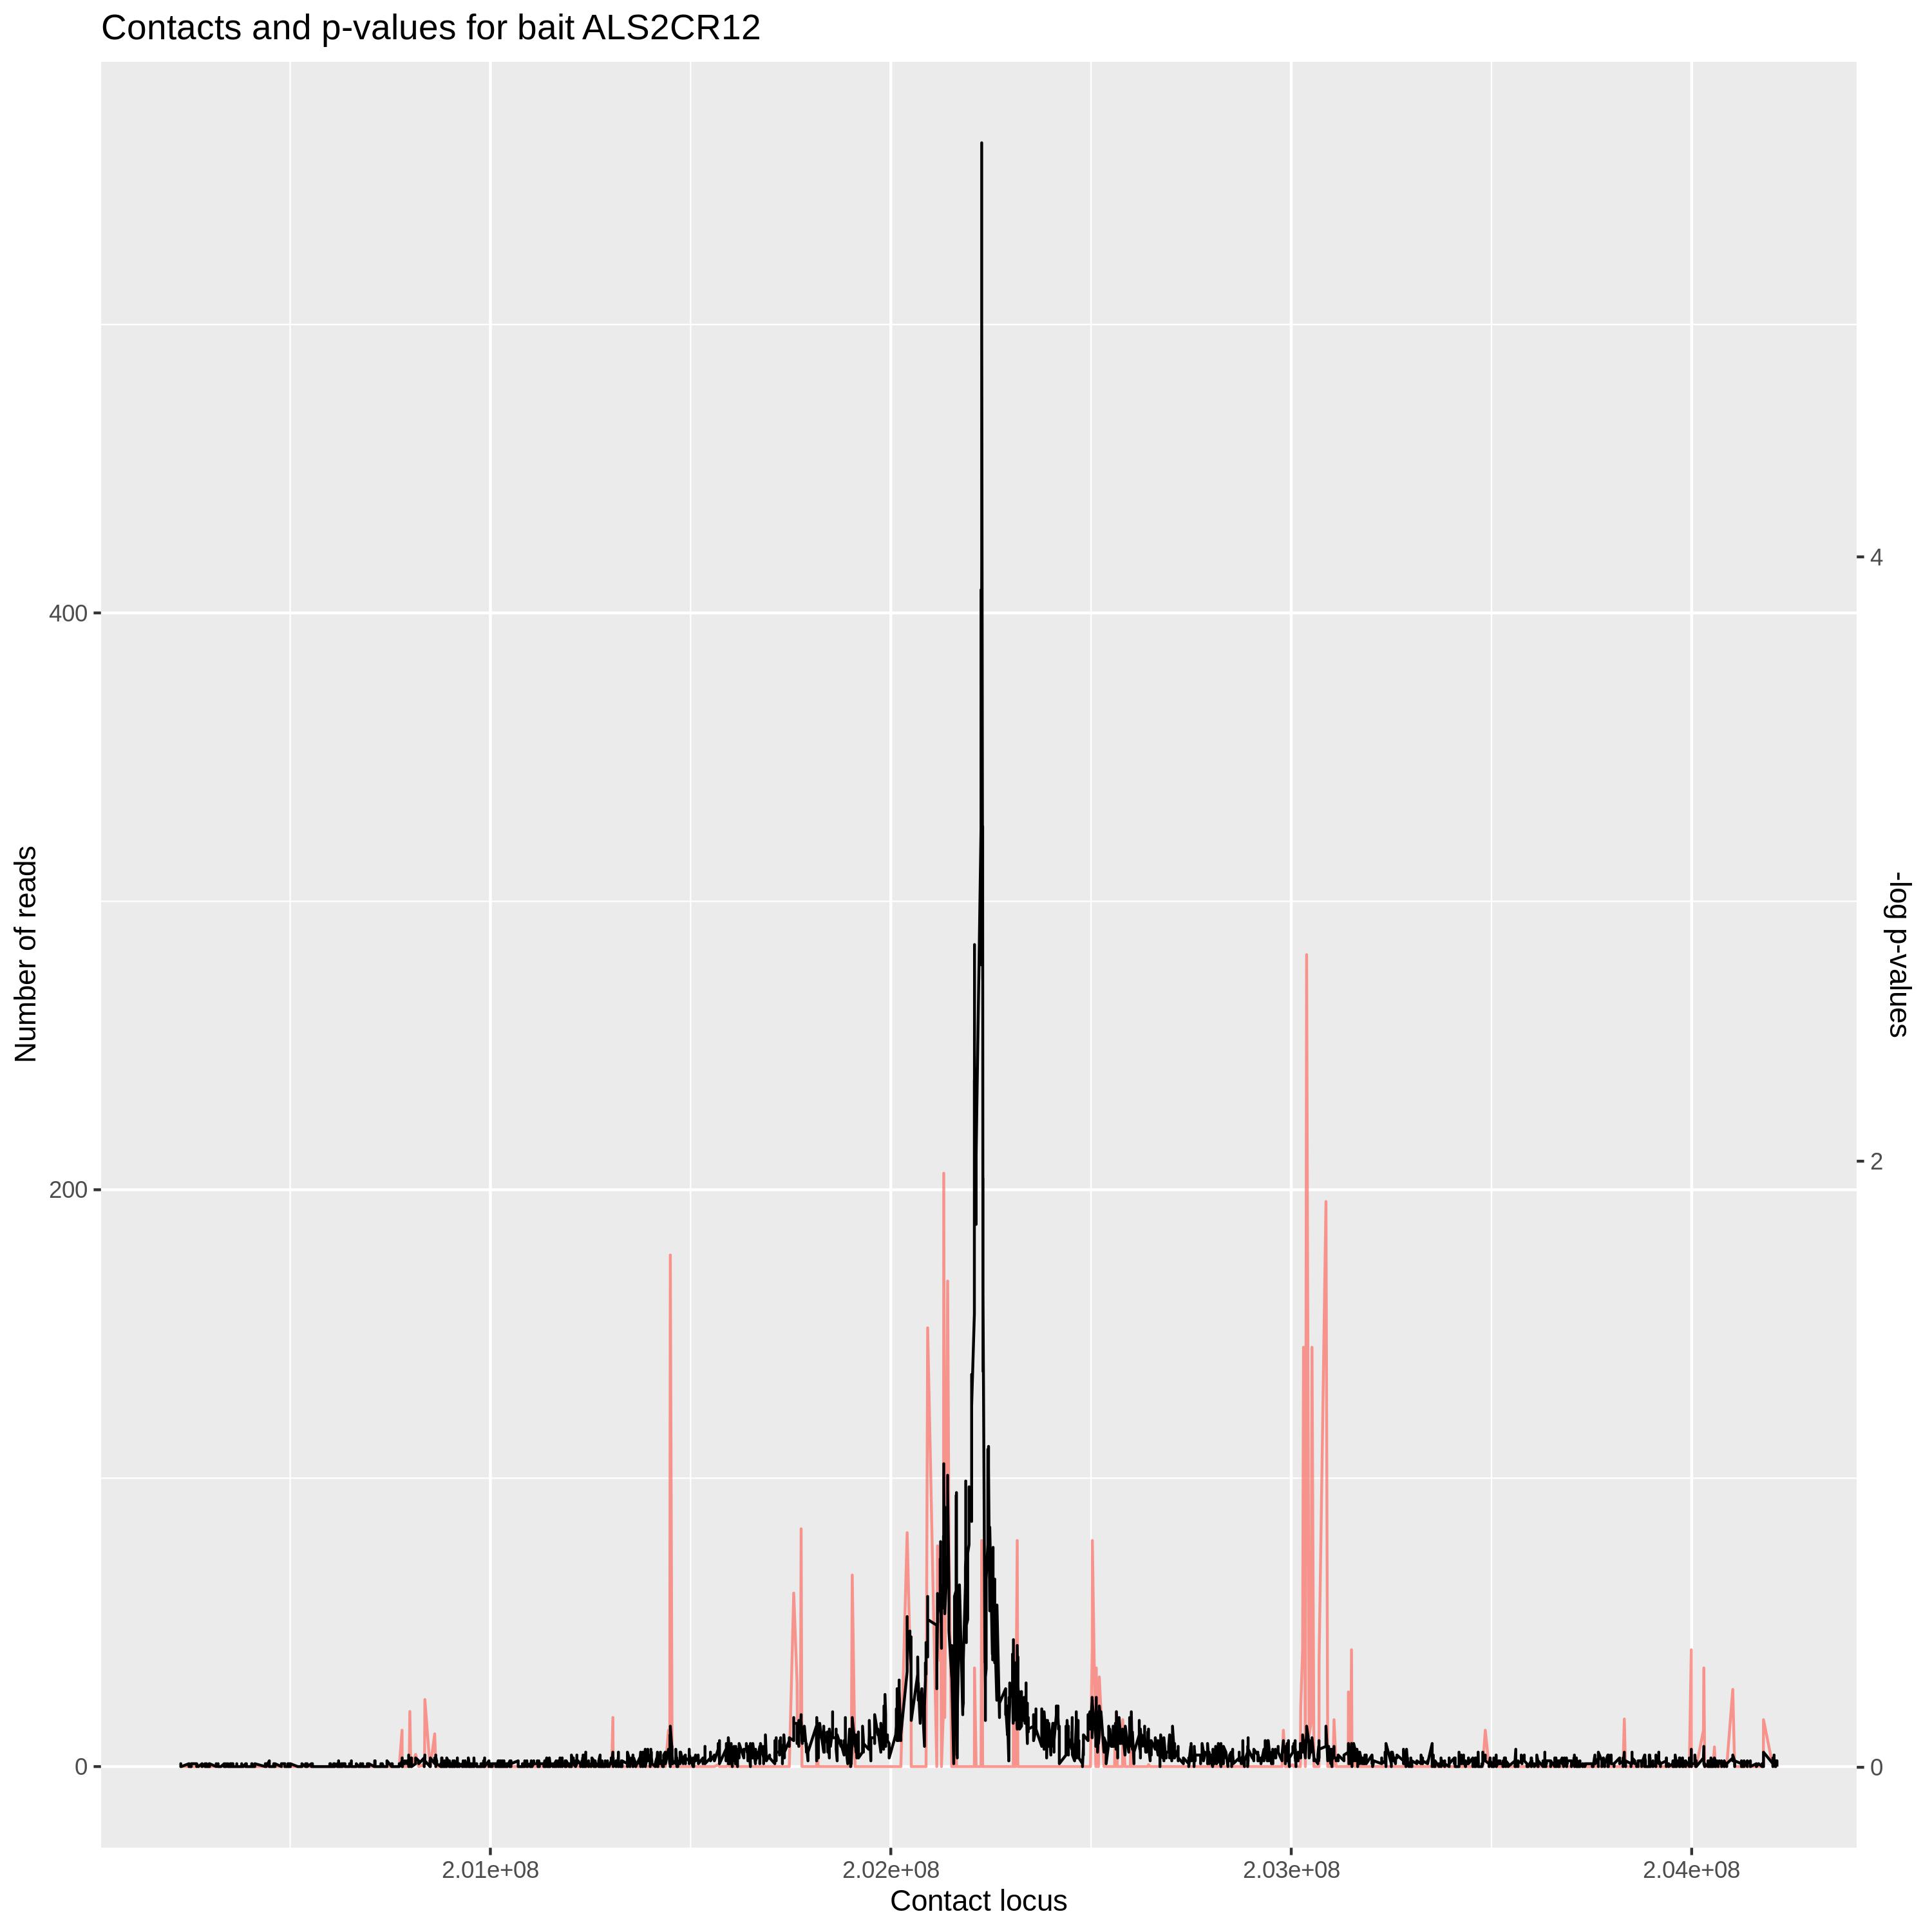 Contacts and p-values for bait ALS2CR12
Number of reads
400
200
0
4
2
0
-log p-values
2.01e+08
2.02e+08
2.03e+08
2.04e+08
Contact locus